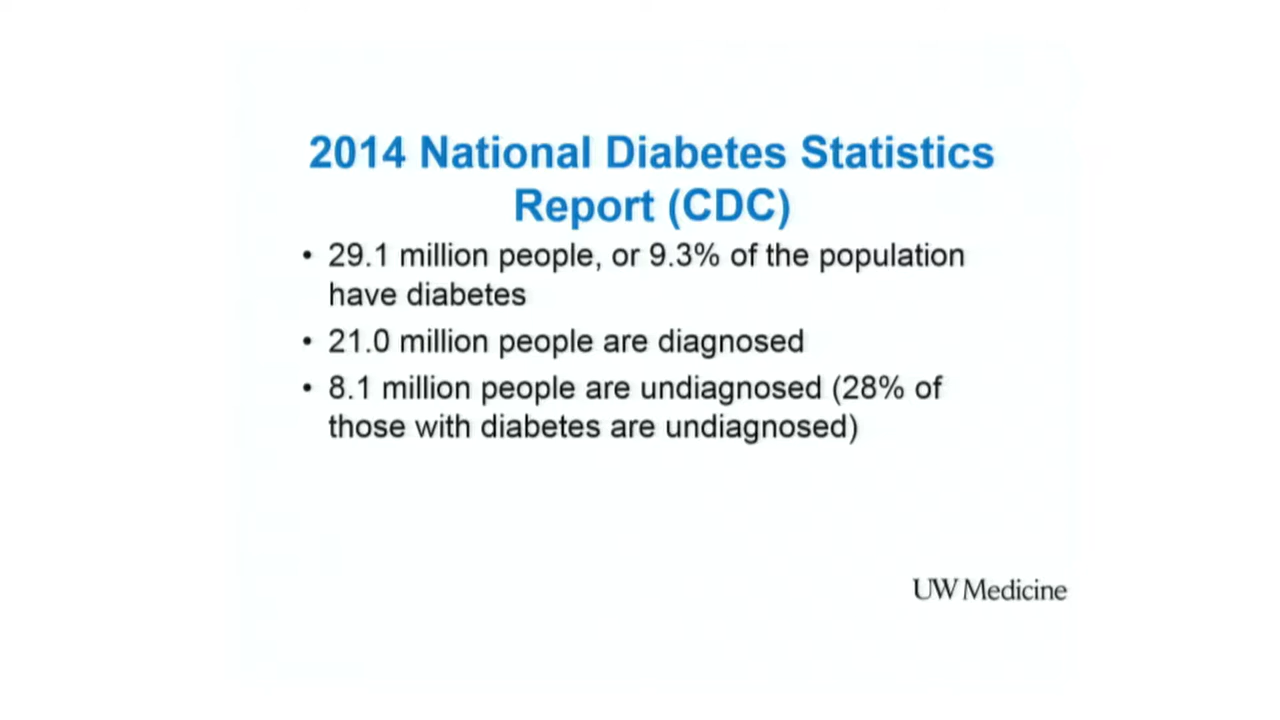 2014 National Diabetes Statistics
Report (CDC)
• 29.1 million people, or 9.3% of the population
have diabetes
• 21.0 million people are diagnosed
• 8.1 million people are undiagnosed (28% of
those with diabetes are undiagnosed)
UW Medicine